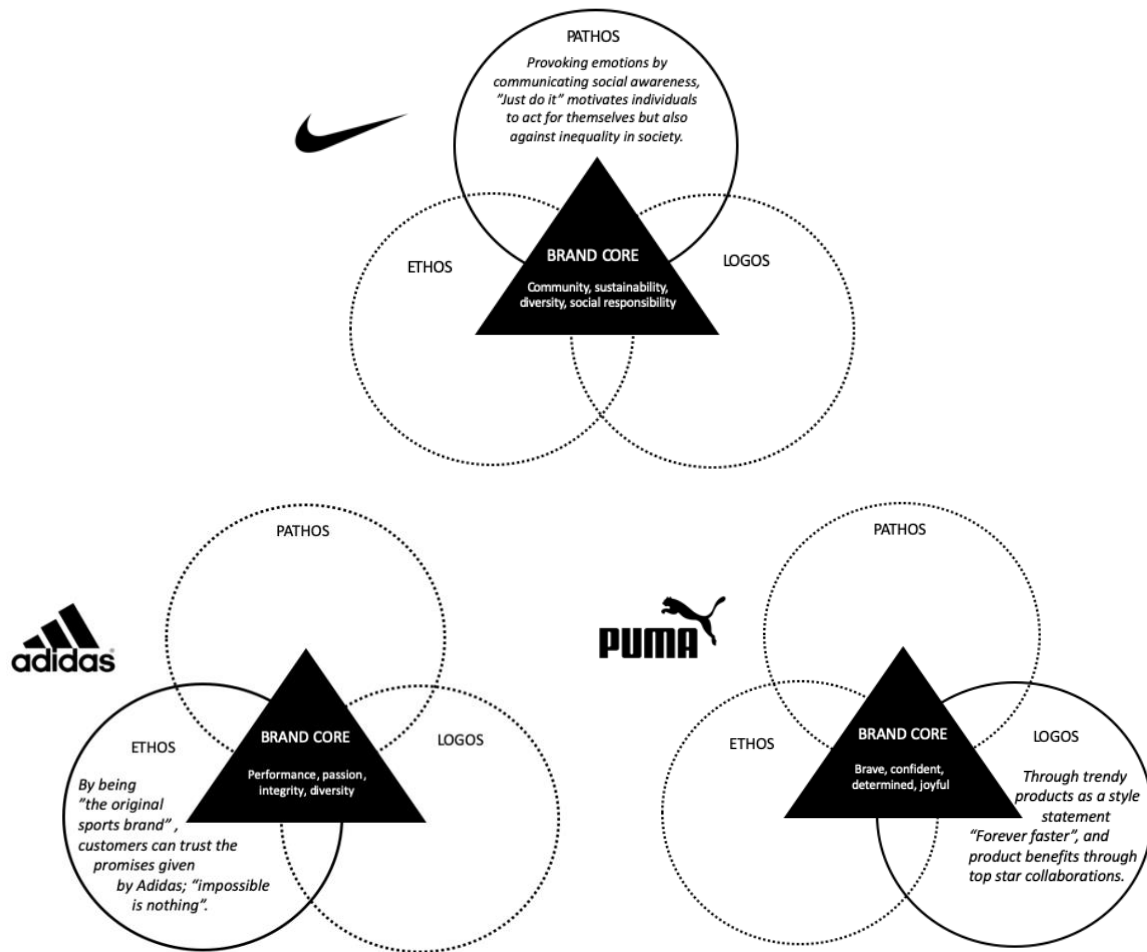 PATHOS
Provoking emotions by
communicating social awareness,
”Just do it” motivates individuals
to act for themselves but also
against inequality in society.
ETHOS
BRAND CORE
LOGOS
Community, sustainability,
diversity, social responsibility
PATHOS
adidas®
ETHOS
BRAND CORE
LOGOS
Performance, passion,
integrity, diversity
By being
”the original
sports brand” ,
customers can trust the
promises given
by Adidas; “impossible
is nothing”.
PATHOS
PUMA
ETHOS
BRAND CORE
LOGOS
Brave, confident,
determined, joyful
Through trendy
products as a style
statement
“Forever faster”, and
product benefits through
top star collaborations.